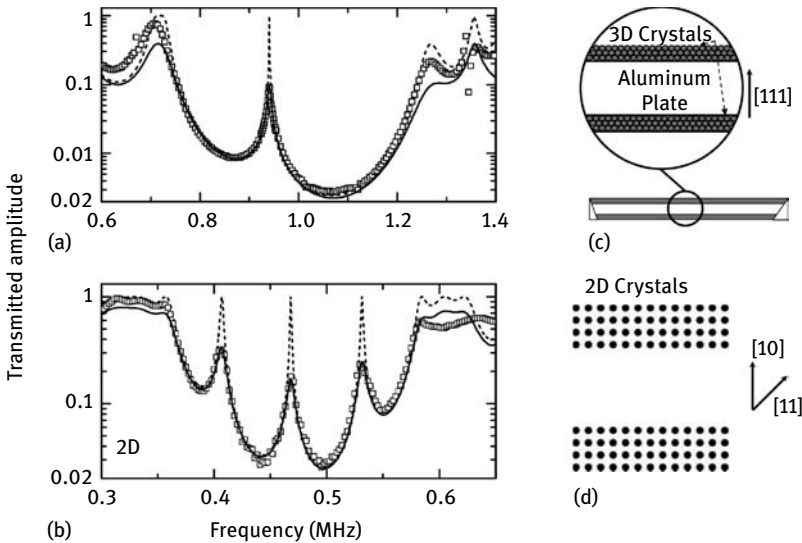 (a)
Transmitted amplitude
1
0.1
0.01
0.02
0.6
0.8
1.0
1.2
1.4
(b)
1
0.1
0.02
2D
0.3
0.4
0.5
0.6
Frequency (MHz)
(c)
3D Crystals
Aluminum
Plate
[111]
(d)
2D Crystals
[10]
[11]